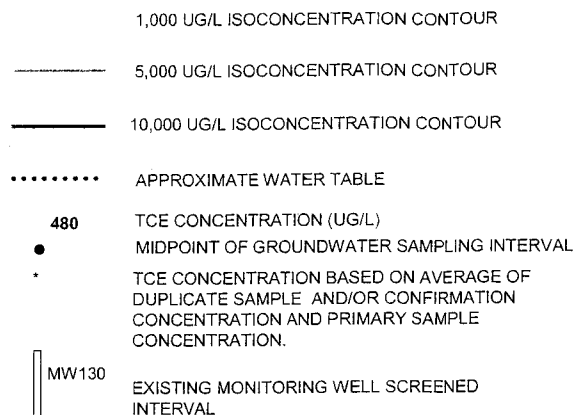 1,000 UG/L ISOCONCENTRATION CONTOUR
5,000 UG/L ISOCONCENTRATION CONTOUR
10,000 UG/L ISOCONCENTRATION CONTOUR
APPROXIMATE WATER TABLE
480 TCE CONCENTRATION (UG/L)
MIDPOINT OF GROUNDWATER SAMPLING INTERVAL
* TCE CONCENTRATION BASED ON AVERAGE OF
DUPLICATE SAMPLE AND/OR CONFIRMATION
CONCENTRATION AND PRIMARY SAMPLE
CONCENTRATION.
MW130
EXISTING MONITORING WELL SCREENED
INTERVAL